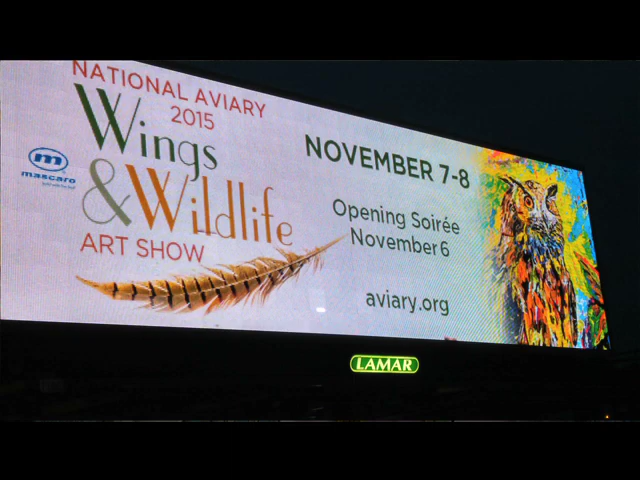 NATIONAL AVIARY
2015
Wings
& Wildlife
ART SHOW
m
mascaro
NOVEMBER 7-8
Opening Soirée
November 6
aviary.org
LAMAR